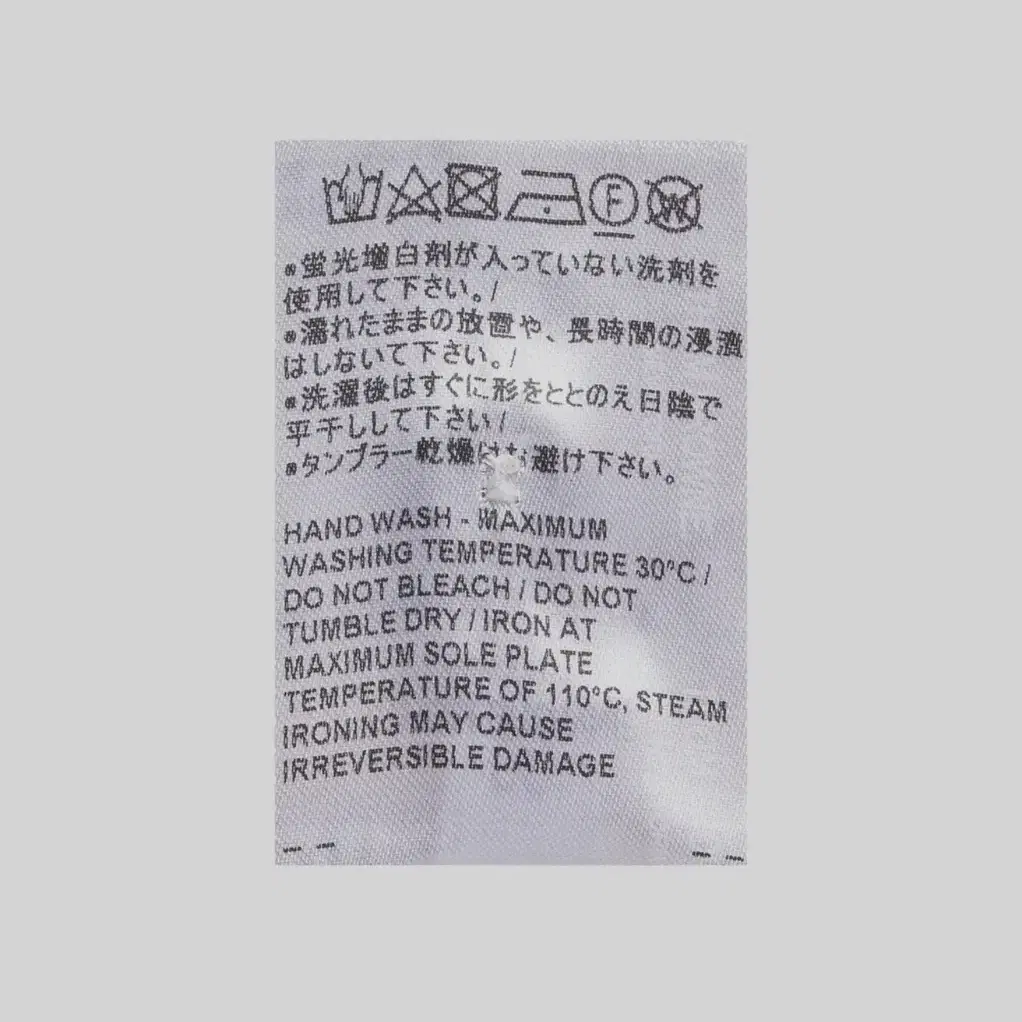 F W
※蛍光増白剤が入っていない洗剤を
使用して下さい。/
※濡れたままの放置や、長時間の浸漬
はしないで下さい。/
※洗濯後はすぐに形をととのえ日陰で
平干しして下さい/
※タンブラー乾燥はお避け下さい。
HAND WASH - MAXIMUM
WASHING TEMPERATURE 30°C /
DO NOT BLEACH / DO NOT
TUMBLE DRY / IRON AT
MAXIMUM SOLE PLATE
TEMPERATURE OF 110°C, STEAM
IRONING MAY CAUSE
IRREVERSIBLE DAMAGE